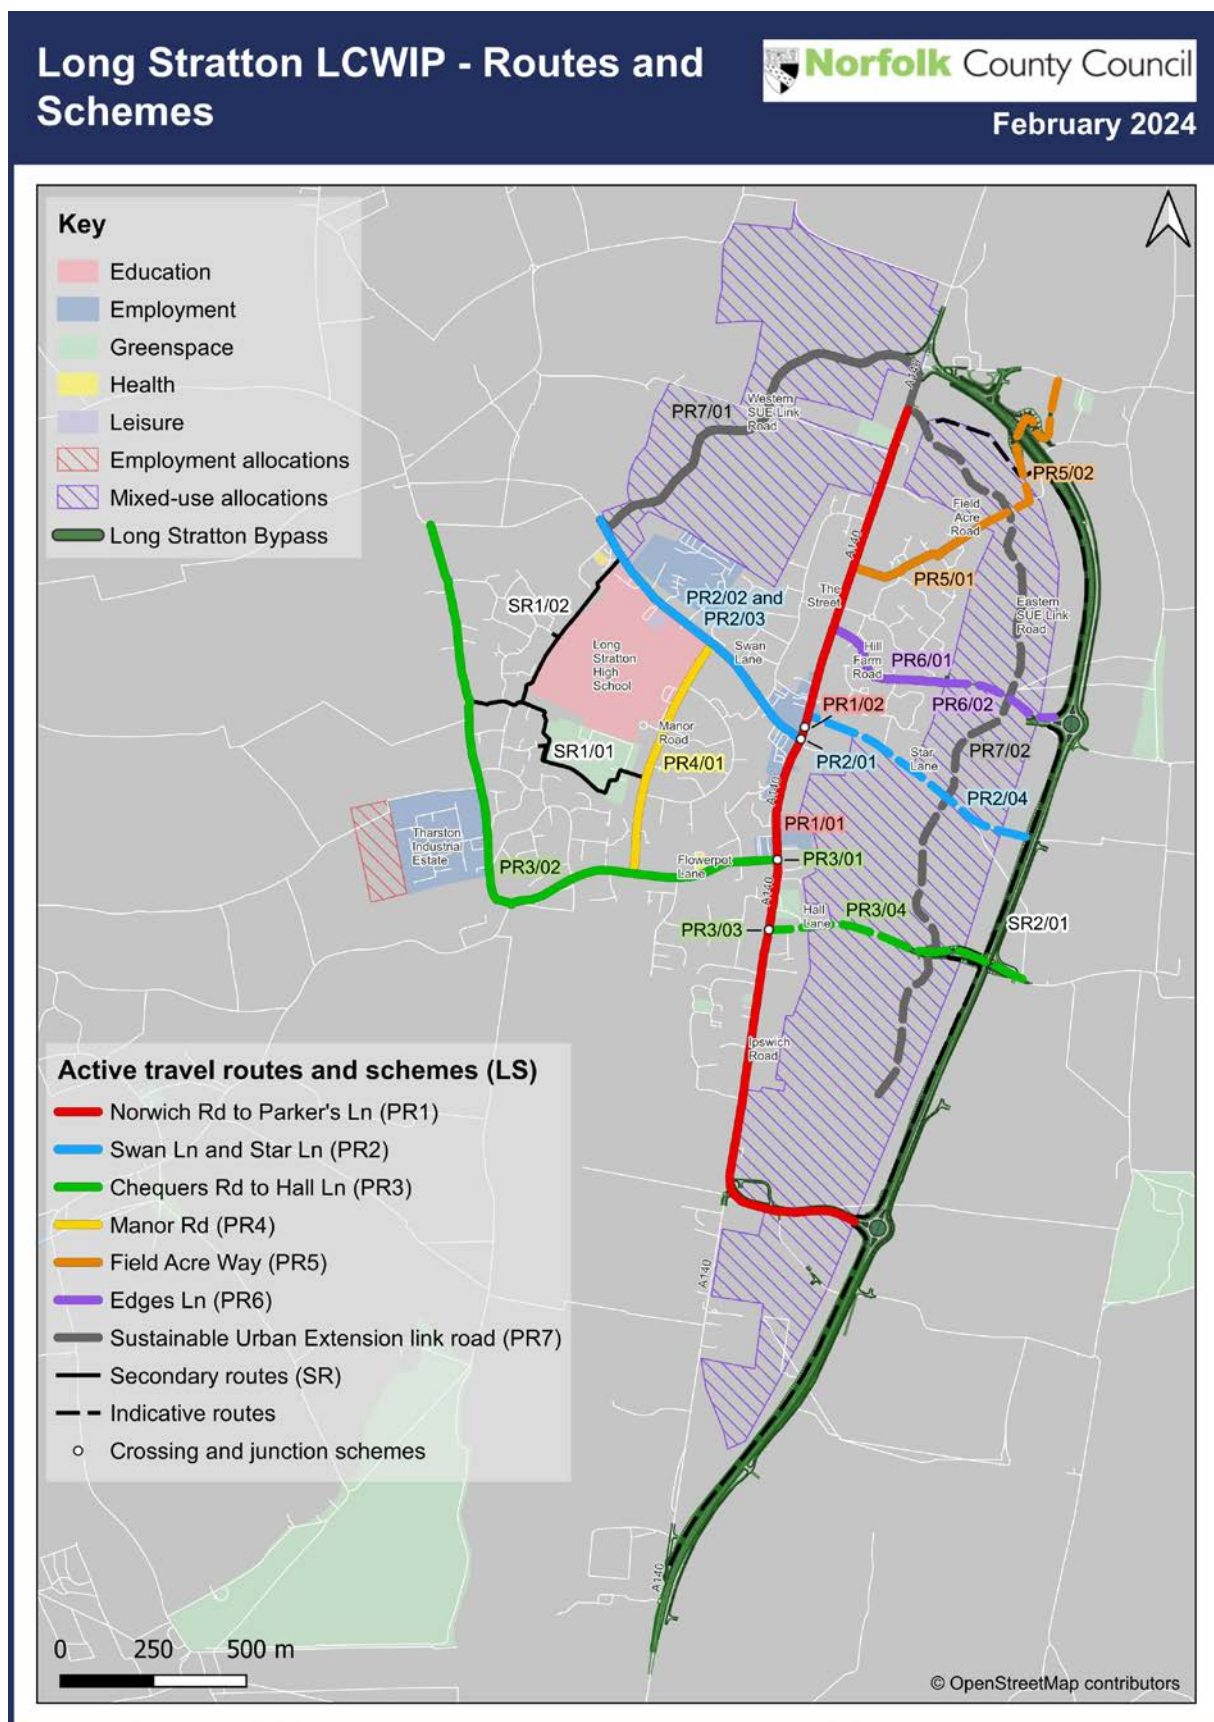 Long Stratton LCWIP - Routes and
Schemes
Norfolk County Council
February 2024
Key
Education
Employment
Greenspace
Health
Leisure
Employment allocations
Mixed-use allocations
Long Stratton Bypass
A140
PR7/01
Western
SUE Link
Road
PR5/02
Field
Acre
Road
A140
PR5/01
SR1/02
PR2/02 and
PR2/03
The
Street
Eastern
SUE Link
Road
Long
Stratton
High
School
Swan
Lane
Hill
Farm
Road
PR6/01
PR6/02
PR1/02
Manor
Road
SR1/01
PR4/01
PR2/01
Star
Lane
PR7/02
A140
PR2/04
PR1/01
Tharston
Industrial
Estate
PR3/02
Flowerpot
Lane
PR3/01
A140
Hall
Lane
PR3/04
PR3/03
SR2/01
Ipswich
Road
A140
A140
Active travel routes and schemes (LS)
Norwich Rd to Parker's Ln (PR1)
Swan Ln and Star Ln (PR2)
Chequers Rd to Hall Ln (PR3)
Manor Rd (PR4)
Field Acre Way (PR5)
Edges Ln (PR6)
Sustainable Urban Extension link road (PR7)
Secondary routes (SR)
Indicative routes
Crossing and junction schemes
0 250 500 m
© OpenStreetMap contributors